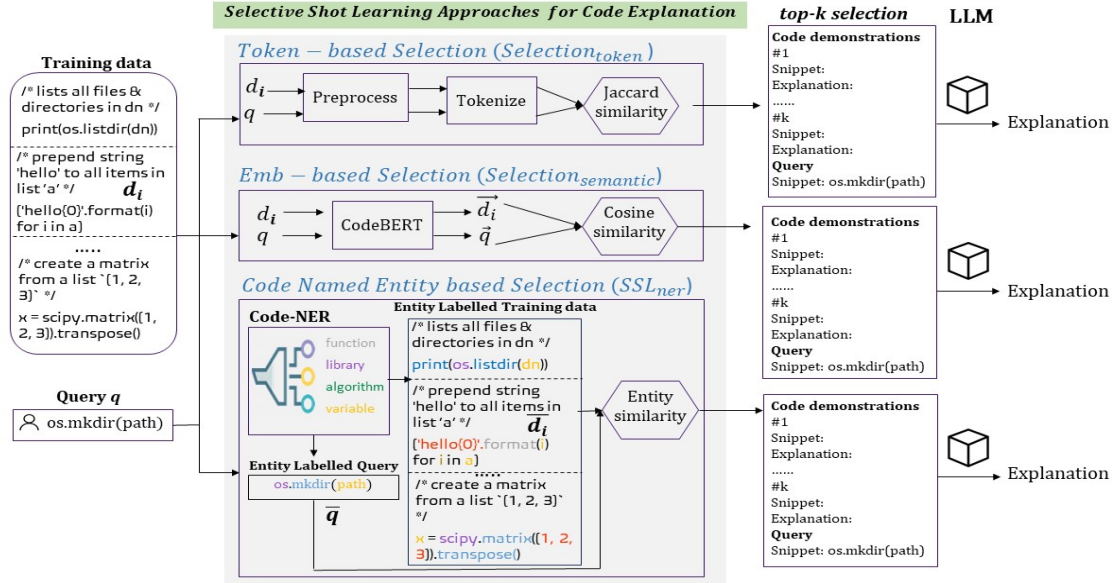 Selective Shot Learning Approaches for Code Explanation
top-k selection
LLM
Training data
/* lists all files &
directories in dn */
print(os.listdir(dn))
/* prepend string
'hello' to all items in
list 'a' */
d_i
['hello{0}'.format(i)
for i in a]
.....
/* create a matrix
from a list `[1, 2,
3]` */
x = scipy.matrix([1,
2, 3]).transpose()
Query q
os.mkdir(path)
Token – based Selection (Selection_token)
d_i
q
Preprocess
Tokenize
Jaccard
similarity
Emb – based Selection (Selection_semantic)
d_i
q
CodeBERT
d_i
q
Cosine
similarity
Code Named Entity based Selection (SSL_ner)
Code-NER
function
library
algorithm
variable
Entity Labelled Query
os.mkdir(path)
q
Entity Labelled Training data
/* lists all files &
directories in dn */
print(os.listdir(dn))
/* prepend string
'hello' to all items in
list 'a' */
d_i
['hello{0}'.format(i)
for i in a]
.....
/* create a matrix
from a list `[1, 2, 3]`
*/
x = scipy.matrix([1, 2,
3]).transpose()
Entity
similarity
Code demonstrations
#1
Snippet:
Explanation:
......
#k
Snippet:
Explanation:
Query
Snippet: os.mkdir(path)
Explanation
Code demonstrations
#1
Snippet:
Explanation:
......
#k
Snippet:
Explanation:
Query
Snippet: os.mkdir(path)
Explanation
Code demonstrations
#1
Snippet:
Explanation:
......
#k
Snippet:
Explanation:
Query
Snippet: os.mkdir(path)
Explanation